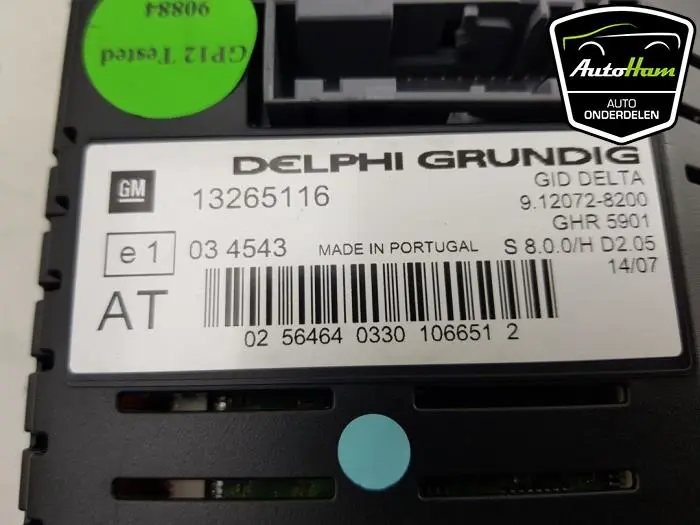 90884
GP12 Tested
AutoHam
AUTO
ONDERDELEN
DELPHI GRUNDIG
GM
13265116
GID DELTA
9.12072-8200
GHR 5901
e 1
03 4543
MADE IN PORTUGAL
S 8.0.0/H D2.05
14/07
AT
02 56464 0330 106651 2